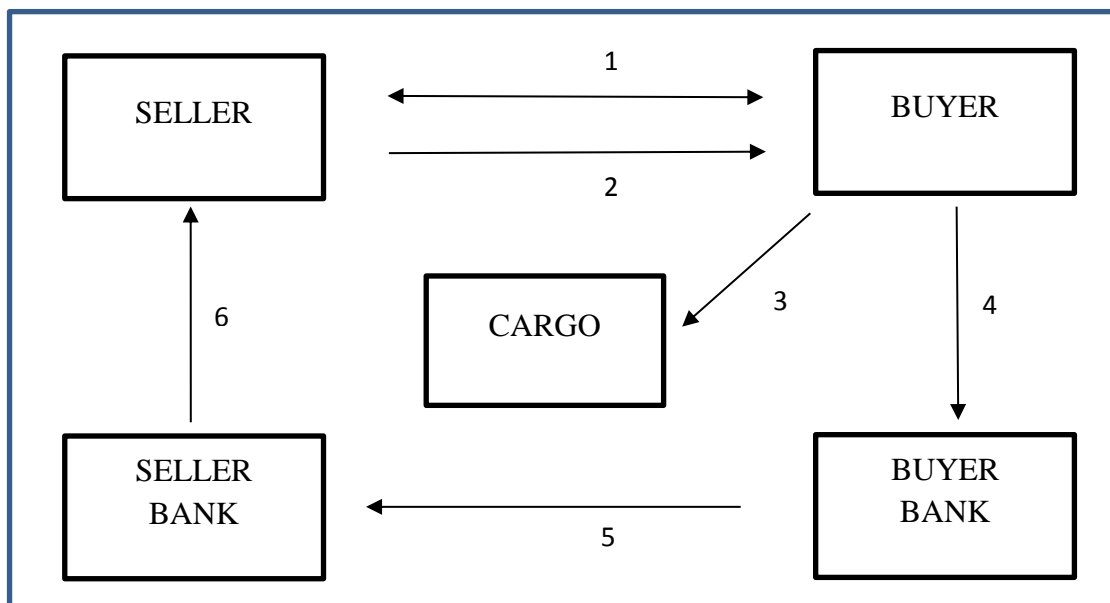 1
SELLER
BUYER
2
3
4
CARGO
6
SELLER
BANK
BUYER
BANK
5